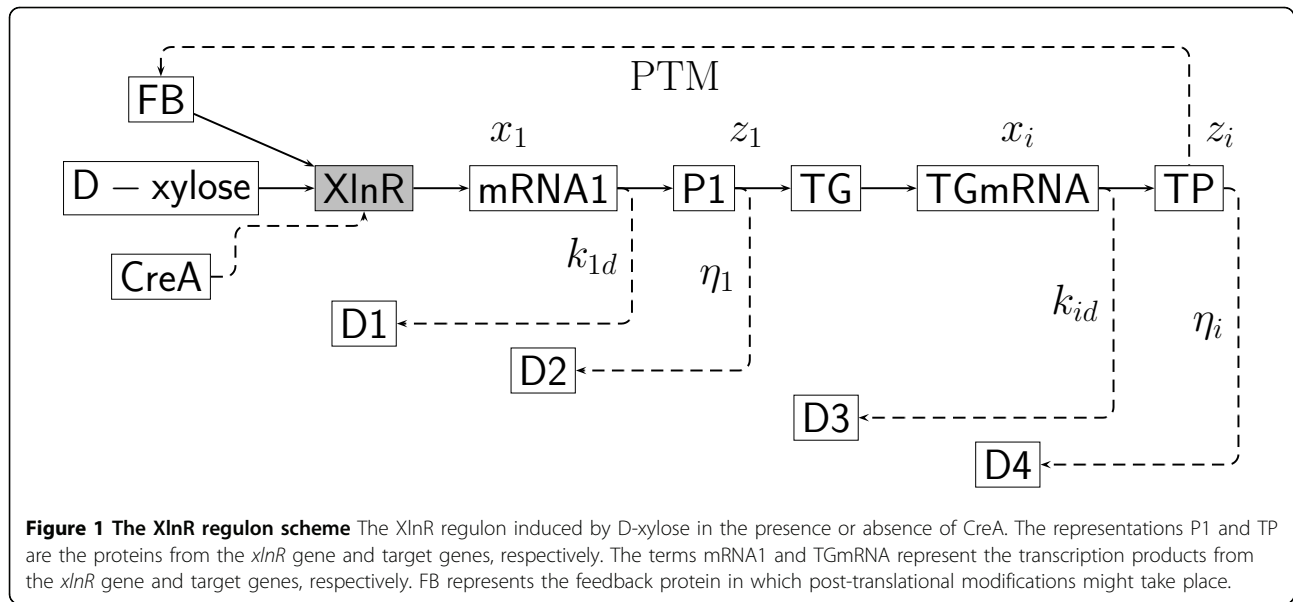 PTM
FB
x₁ z₁ xᵢ zᵢ
D − xylose XlnR mRNA1 P1 TG TGmRNA TP
CreA
k₁d η₁ kid ηᵢ
D1
D2
D3
D4
Figure 1 The XlnR regulon scheme The XlnR regulon induced by D-xylose in the presence or absence of CreA. The representations P1 and TP
are the proteins from the xlnR gene and target genes, respectively. The terms mRNA1 and TGmRNA represent the transcription products from
the xlnR gene and target genes, respectively. FB represents the feedback protein in which post-translational modifications might take place.